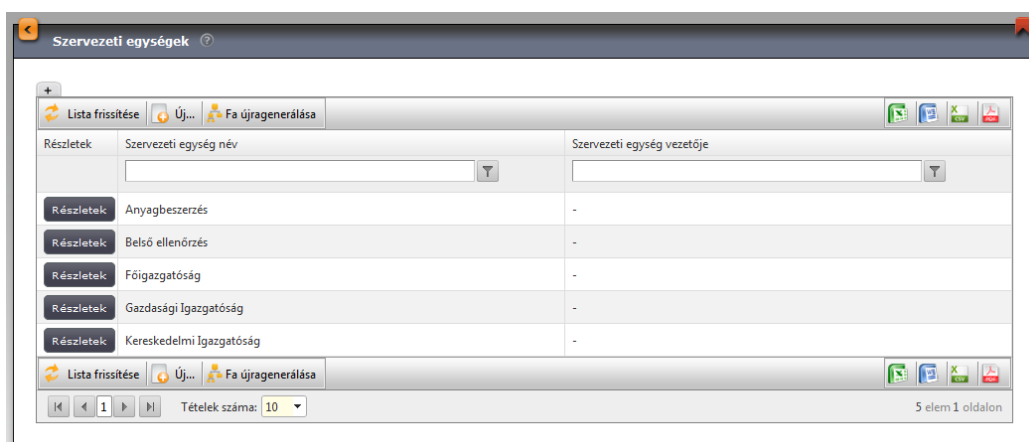 Szervezeti egységek ?
+
Lista frissítése Új... Fa újragenerálása
Részletek Szervezeti egység név Szervezeti egység vezetője
Részletek Anyagbeszerzés -
Részletek Belső ellenőrzés -
Részletek Főigazgatóság -
Részletek Gazdasági Igazgatóság -
Részletek Kereskedelmi Igazgatóság -
Lista frissítése Új... Fa újragenerálása
1 Tételek száma: 10 5 elem 1 oldalon